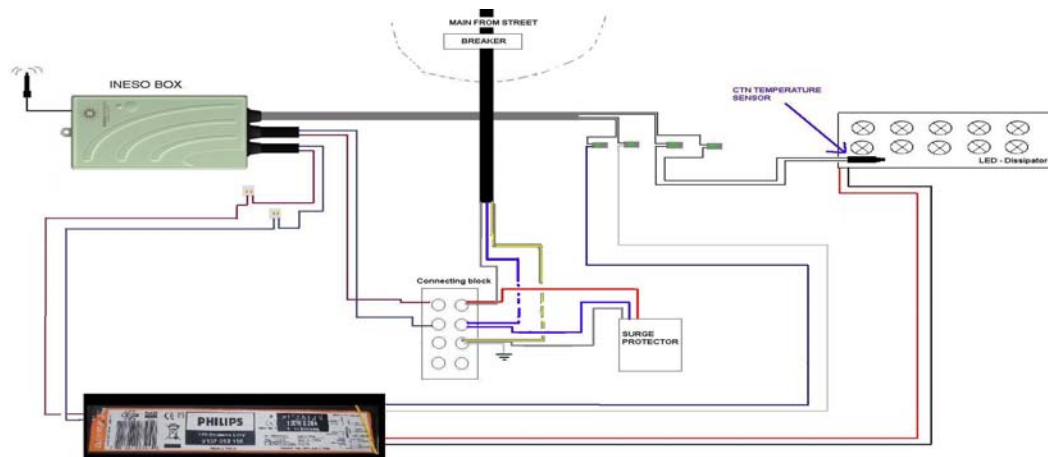 MAIN FROM STREET
BREAKER
INESO BOX
CTN TEMPERATURE
SENSOR
LED - Dissipator
Connecting block
SURGE
PROTECTOR
PHILIPS